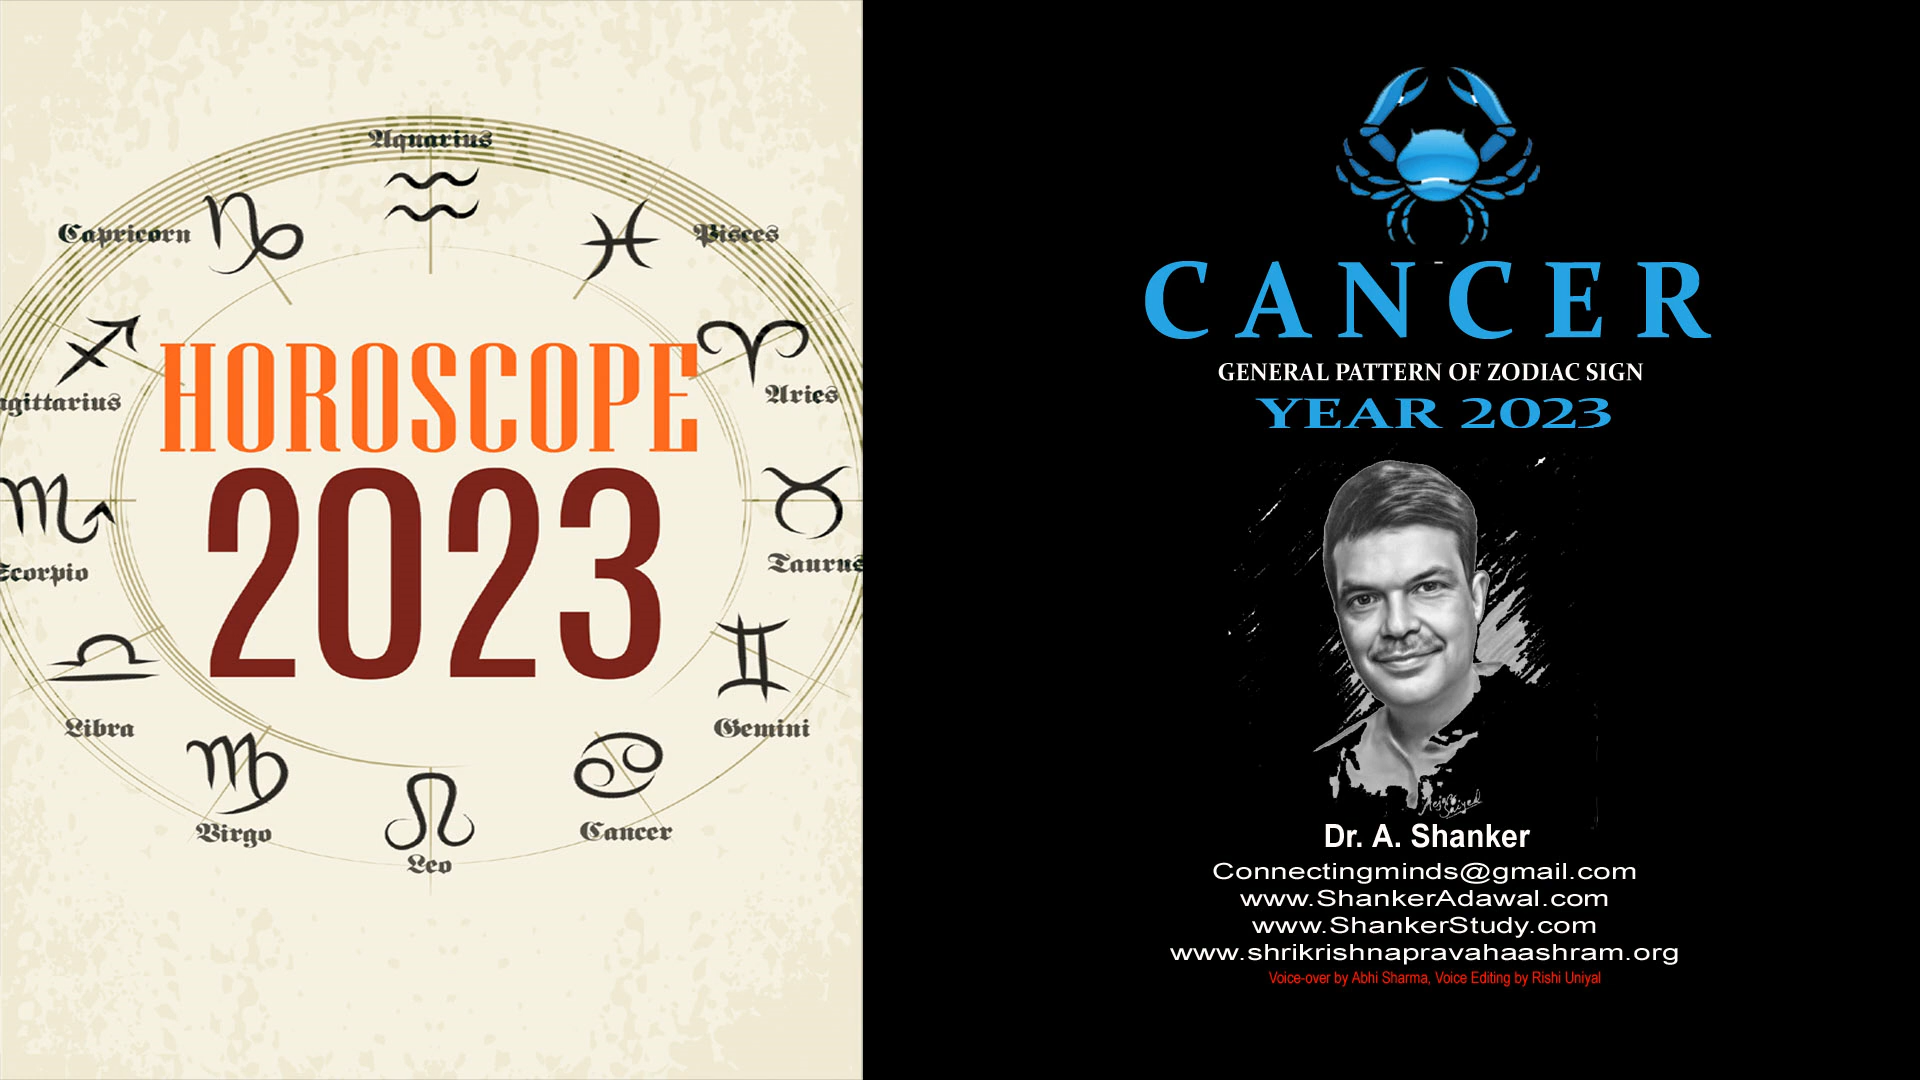 Aquarius
Capricorn
Pisces
HOROSCOPE
2023
Aries
agittarius
Taurus
Scorpio
Gemini
Libra
Cancer
Virgo
Leo
CANCER
GENERAL PATTERN OF ZODIAC SIGN
YEAR 2023
Dr. A. Shanker
Connectingminds@gmail.com
www.ShankerAdawal.com
www.ShankerStudy.com
www.shrikrishnapravahaashram.org
Voice-over by Abhi Sharma, Voice Editing by Rishi Uniyal